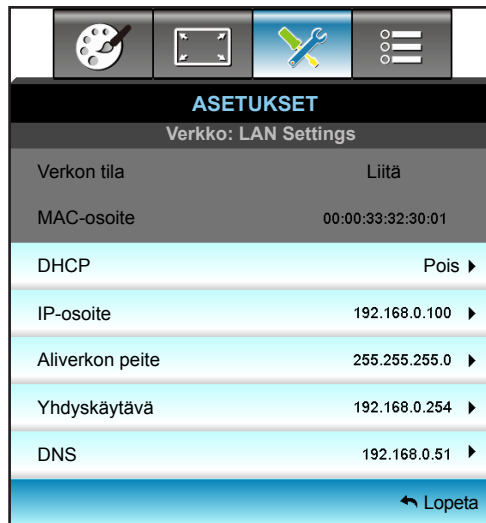 ASETUKSET
Verkko: LAN Settings
Verkon tila Liitä
MAC-osoite 00:00:33:32:30:01
DHCP Pois
IP-osoite 192.168.0.100
Aliverkon peite 255.255.255.0
Yhdyskäytävä 192.168.0.254
DNS 192.168.0.51
Lopeta